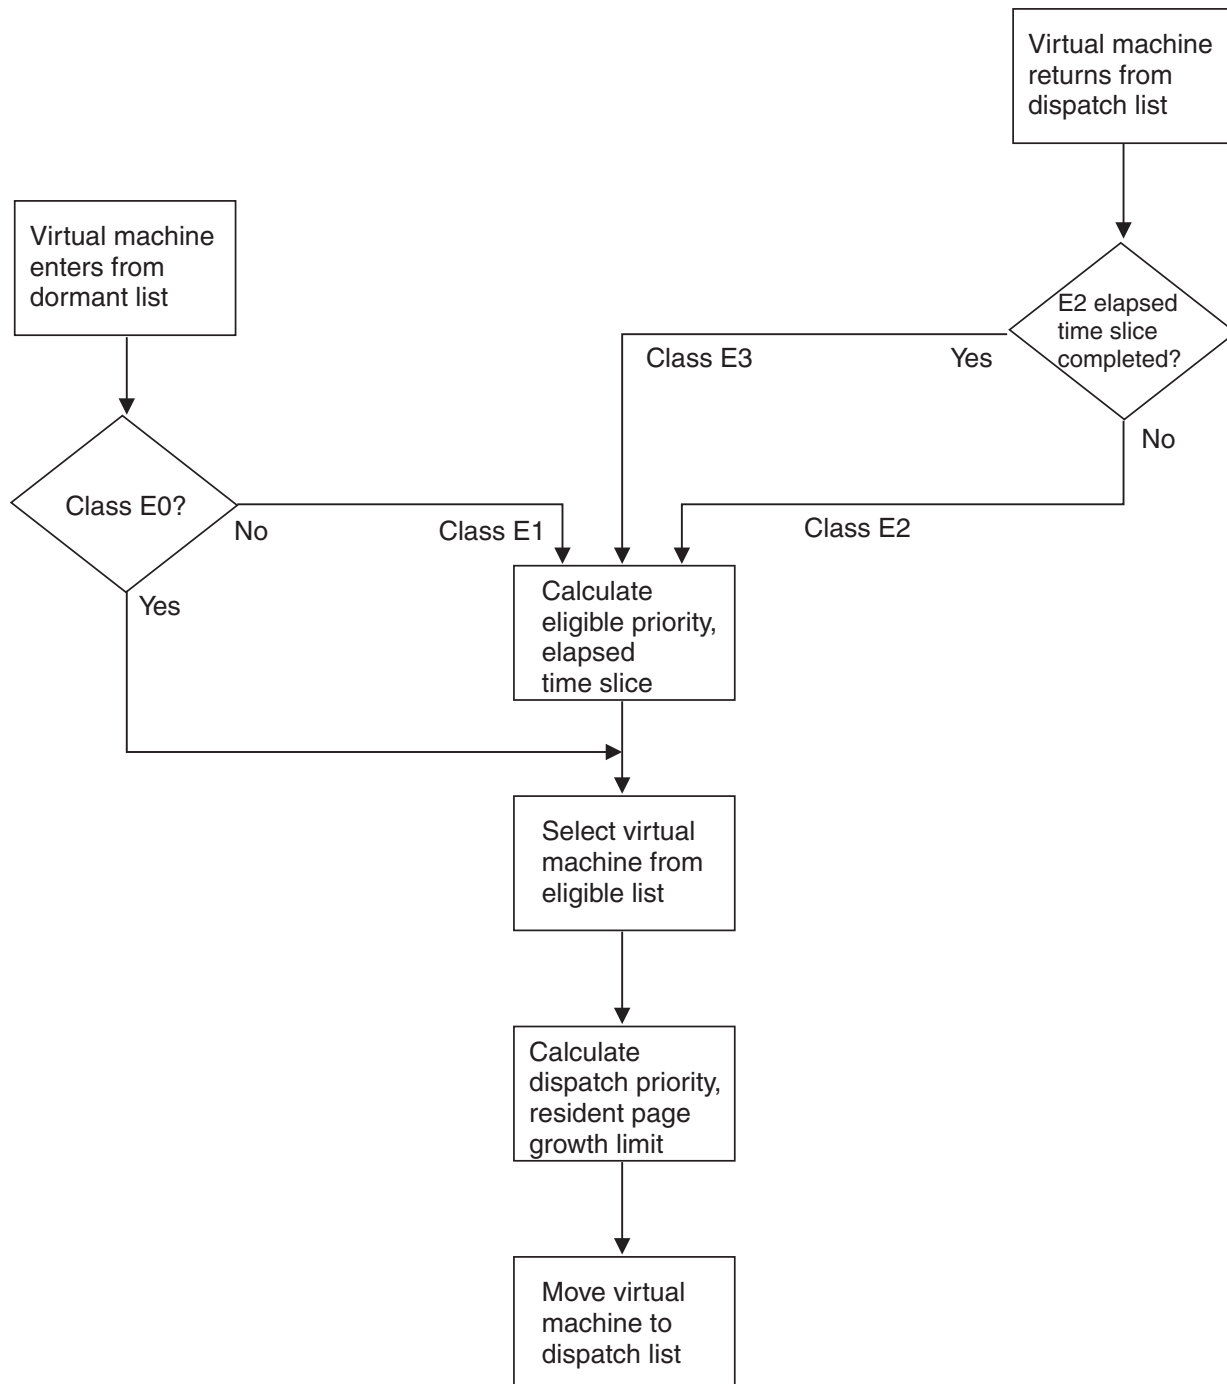 Virtual machine
returns from
dispatch list
Virtual machine
enters from
dormant list
E2 elapsed
time slice
completed?
Class E3
Yes
No
Class E0?
No
Class E1
Class E2
Yes
Calculate
eligible priority,
elapsed
time slice
Select virtual
machine from
eligible list
Calculate
dispatch priority,
resident page
growth limit
Move virtual
machine to
dispatch list